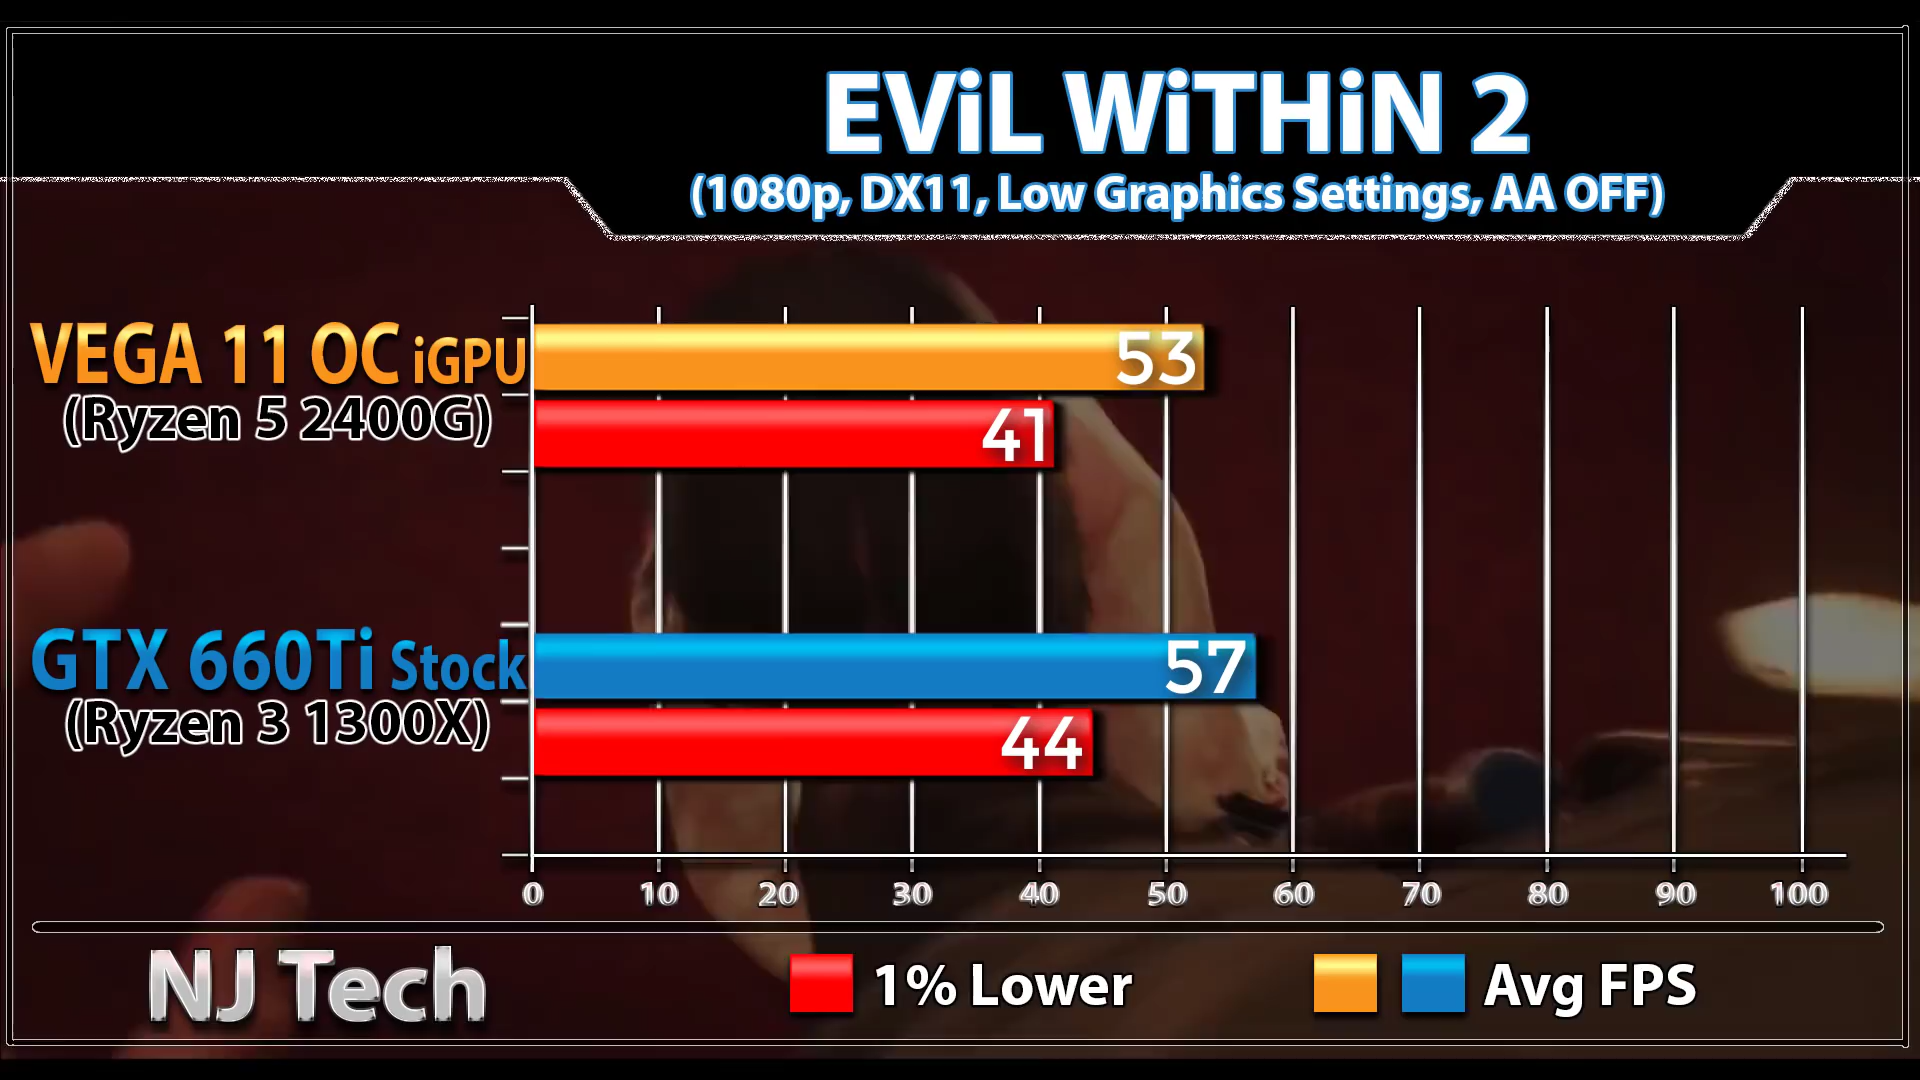 EViL WiTHiN 2
(1080p, DX11, Low Graphics Settings, AA OFF)
VEGA 11 OC iGPU
(Ryzen 5 2400G)
53
41
GTX 660Ti Stock
(Ryzen 3 1300X)
57
44
0 10 20 30 40 50 60 70 80 90 100
NJ Tech
1% Lower
Avg FPS